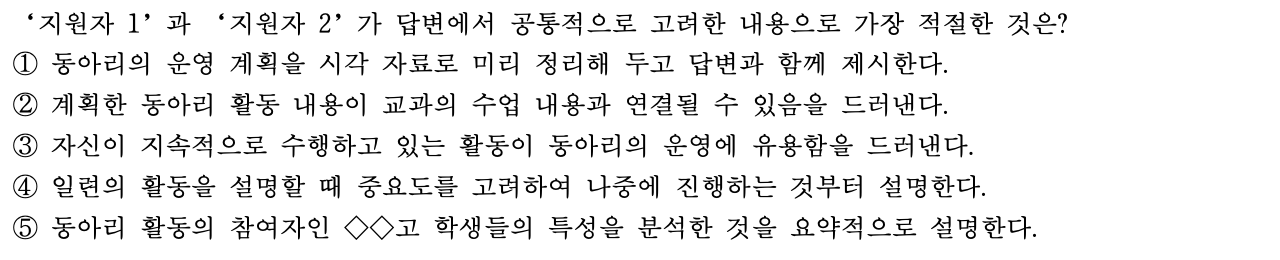 ‘지원자 1’과 ‘지원자 2’가 답변에서 공통적으로 고려한 내용으로 가장 적절한 것은?
① 동아리의 운영 계획을 시각 자료로 미리 정리해 두고 답변과 함께 제시한다.
② 계획한 동아리 활동 내용이 교과의 수업 내용과 연결될 수 있음을 드러낸다.
③ 자신이 지속적으로 수행하고 있는 활동이 동아리의 운영에 유용함을 드러낸다.
④ 일련의 활동을 설명할 때 중요도를 고려하여 나중에 진행하는 것부터 설명한다.
⑤ 동아리 활동의 참여자인 ◇◇고 학생들의 특성을 분석한 것을 요약적으로 설명한다.